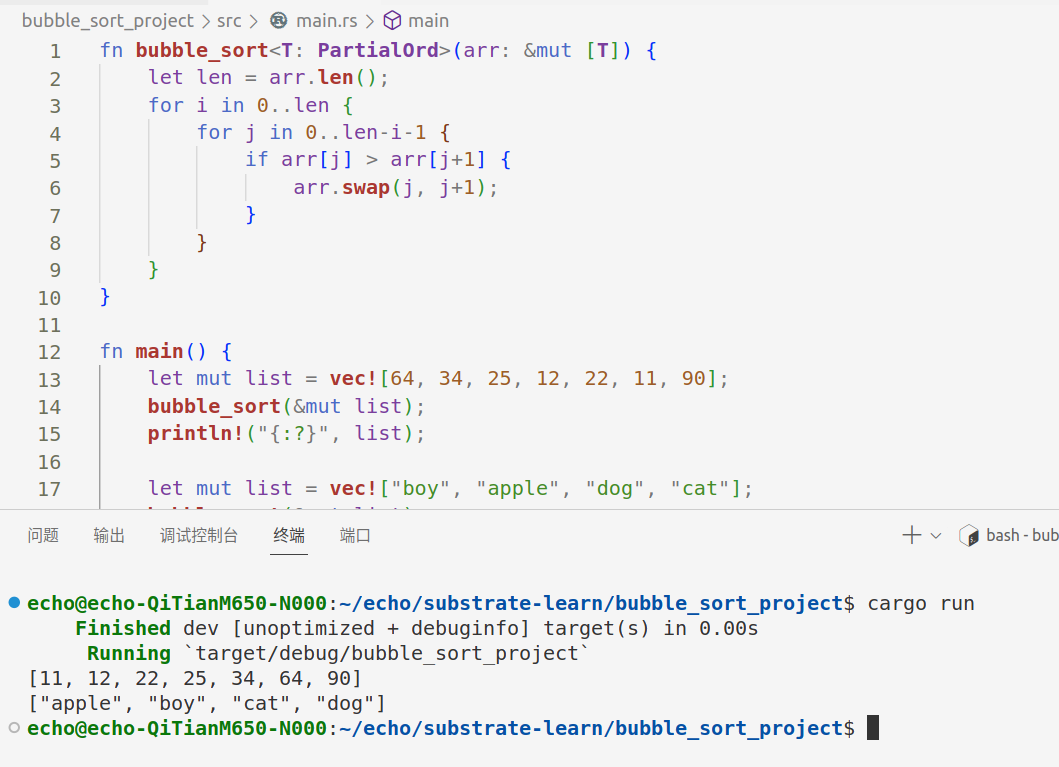 bubble_sort_project > src > main.rs > main
1 fn bubble_sort<T: PartialOrd>(arr: &mut [T]) {
2     let len = arr.len();
3     for i in 0..len {
4         for j in 0..len-i-1 {
5             if arr[j] > arr[j+1] {
6                 arr.swap(j, j+1);
7             }
8         }
9     }
10 }
11
12 fn main() {
13     let mut list = vec![64, 34, 25, 12, 22, 11, 90];
14     bubble_sort(&mut list);
15     println!("{:?}", list);
16
17     let mut list = vec!["boy", "apple", "dog", "cat"];
问题 输出 调试控制台 终端 端口 bash - bub
echo@echo-QiTianM650-N000:~/echo/substrate-learn/bubble_sort_project$ cargo run
    Finished dev [unoptimized + debuginfo] target(s) in 0.00s
     Running `target/debug/bubble_sort_project`
[11, 12, 22, 25, 34, 64, 90]
["apple", "boy", "cat", "dog"]
echo@echo-QiTianM650-N000:~/echo/substrate-learn/bubble_sort_project$